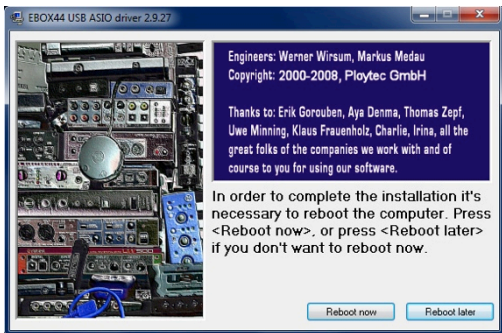 EBOX44 USB ASIO driver 2.9.27
Engineers: Werner Wirsum, Markus Medau
Copyright: 2000-2008, Ploytec GmbH
Thanks to: Erik Gorouben, Aya Denma, Thomas Zepf,
Uwe Minning, Klaus Frauenholz, Charlie, Irina, all the
great folks of the companies we work with and of
course to you for using our software.
In order to complete the installation it's
necessary to reboot the computer. Press
<Reboot now>, or press <Reboot later>
if you don't want to reboot now.
Reboot now
Reboot later